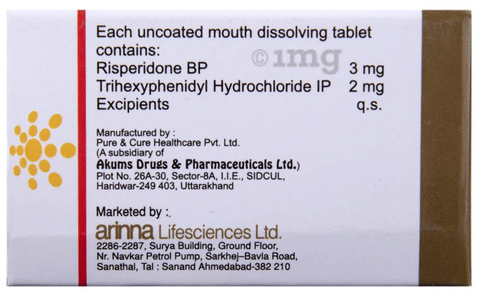 Each uncoated mouth dissolving tablet
contains:
Risperidone BP 3 mg
Trihexyphenidyl Hydrochloride IP 2 mg
Excipients q.s.
©1mg
Manufactured by :
Pure & Cure Healthcare Pvt. Ltd.
(A subsidiary of
Akums Drugs & Pharmaceuticals Ltd.)
Plot No. 26A-30, Sector-8A, I.I.E., SIDCUL,
Haridwar-249 403, Uttarakhand
Marketed by :
arinna Lifesciences Ltd.
2286-2287, Surya Building, Ground Floor,
Nr. Navkar Petrol Pump, Sarkhej–Bavla Road,
Sanathal, Tal : Sanand Ahmedabad-382 210